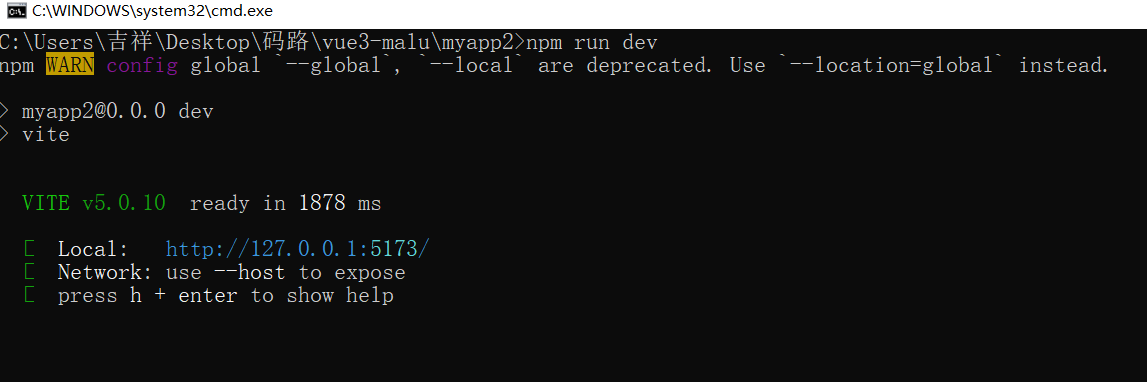 C:\WINDOWS\system32\cmd.exe
C:\Users\吉祥\Desktop\码路\vue3-malu\myapp2>npm run dev
npm WARN config global `--global`, `--local` are deprecated. Use `--location=global` instead.
> myapp2@0.0.0 dev
> vite
VITE v5.0.10 ready in 1878 ms
Local: http://127.0.0.1:5173/
Network: use --host to expose
press h + enter to show help